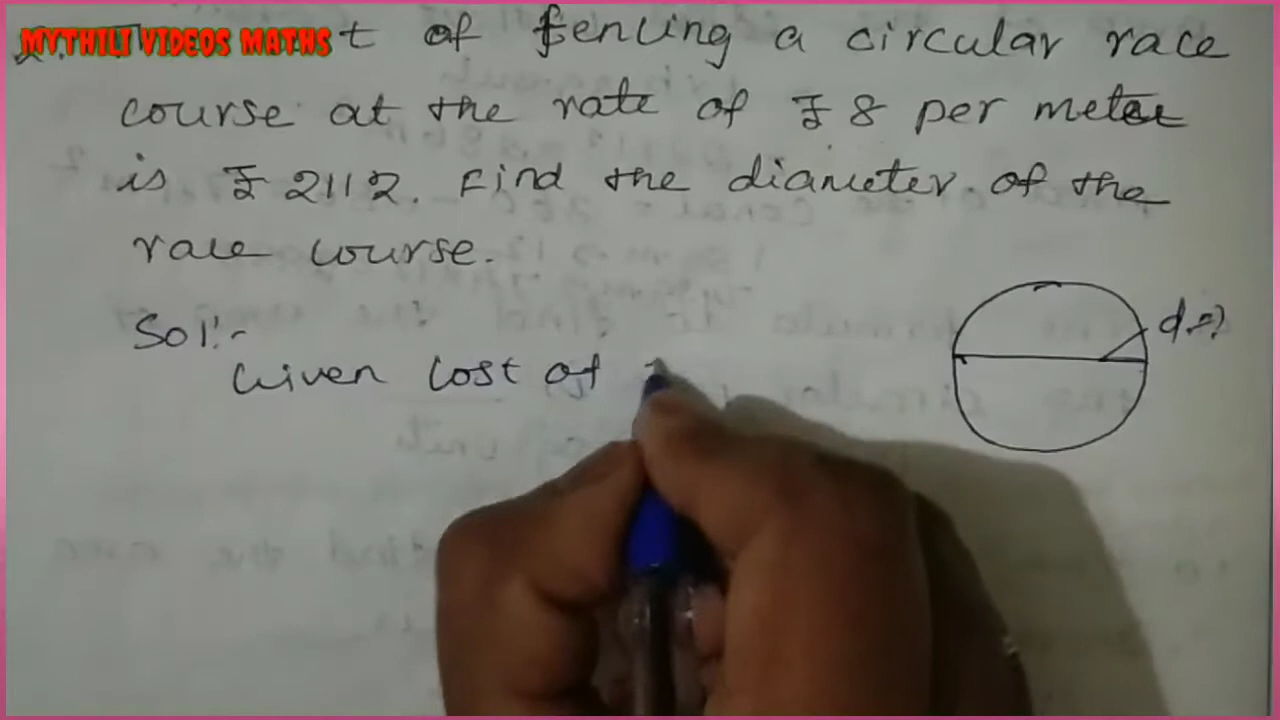 MYTHILI VIDEOS MATHS t of fencing a circular race
course at the rate of ₹ 8 per meter
is ₹ 2112. Find the diameter of the
race course.
Sol:-
d=?
Given cost of